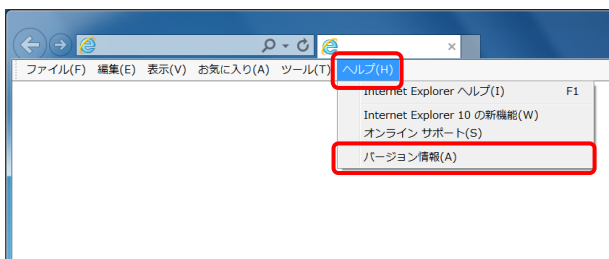 ファイル(F) 編集(E) 表示(V) お気に入り(A) ツール(T) ヘルプ(H)
Internet Explorer ヘルプ(I) F1
Internet Explorer 10 の新機能(W)
オンライン サポート(S)
バージョン情報(A)